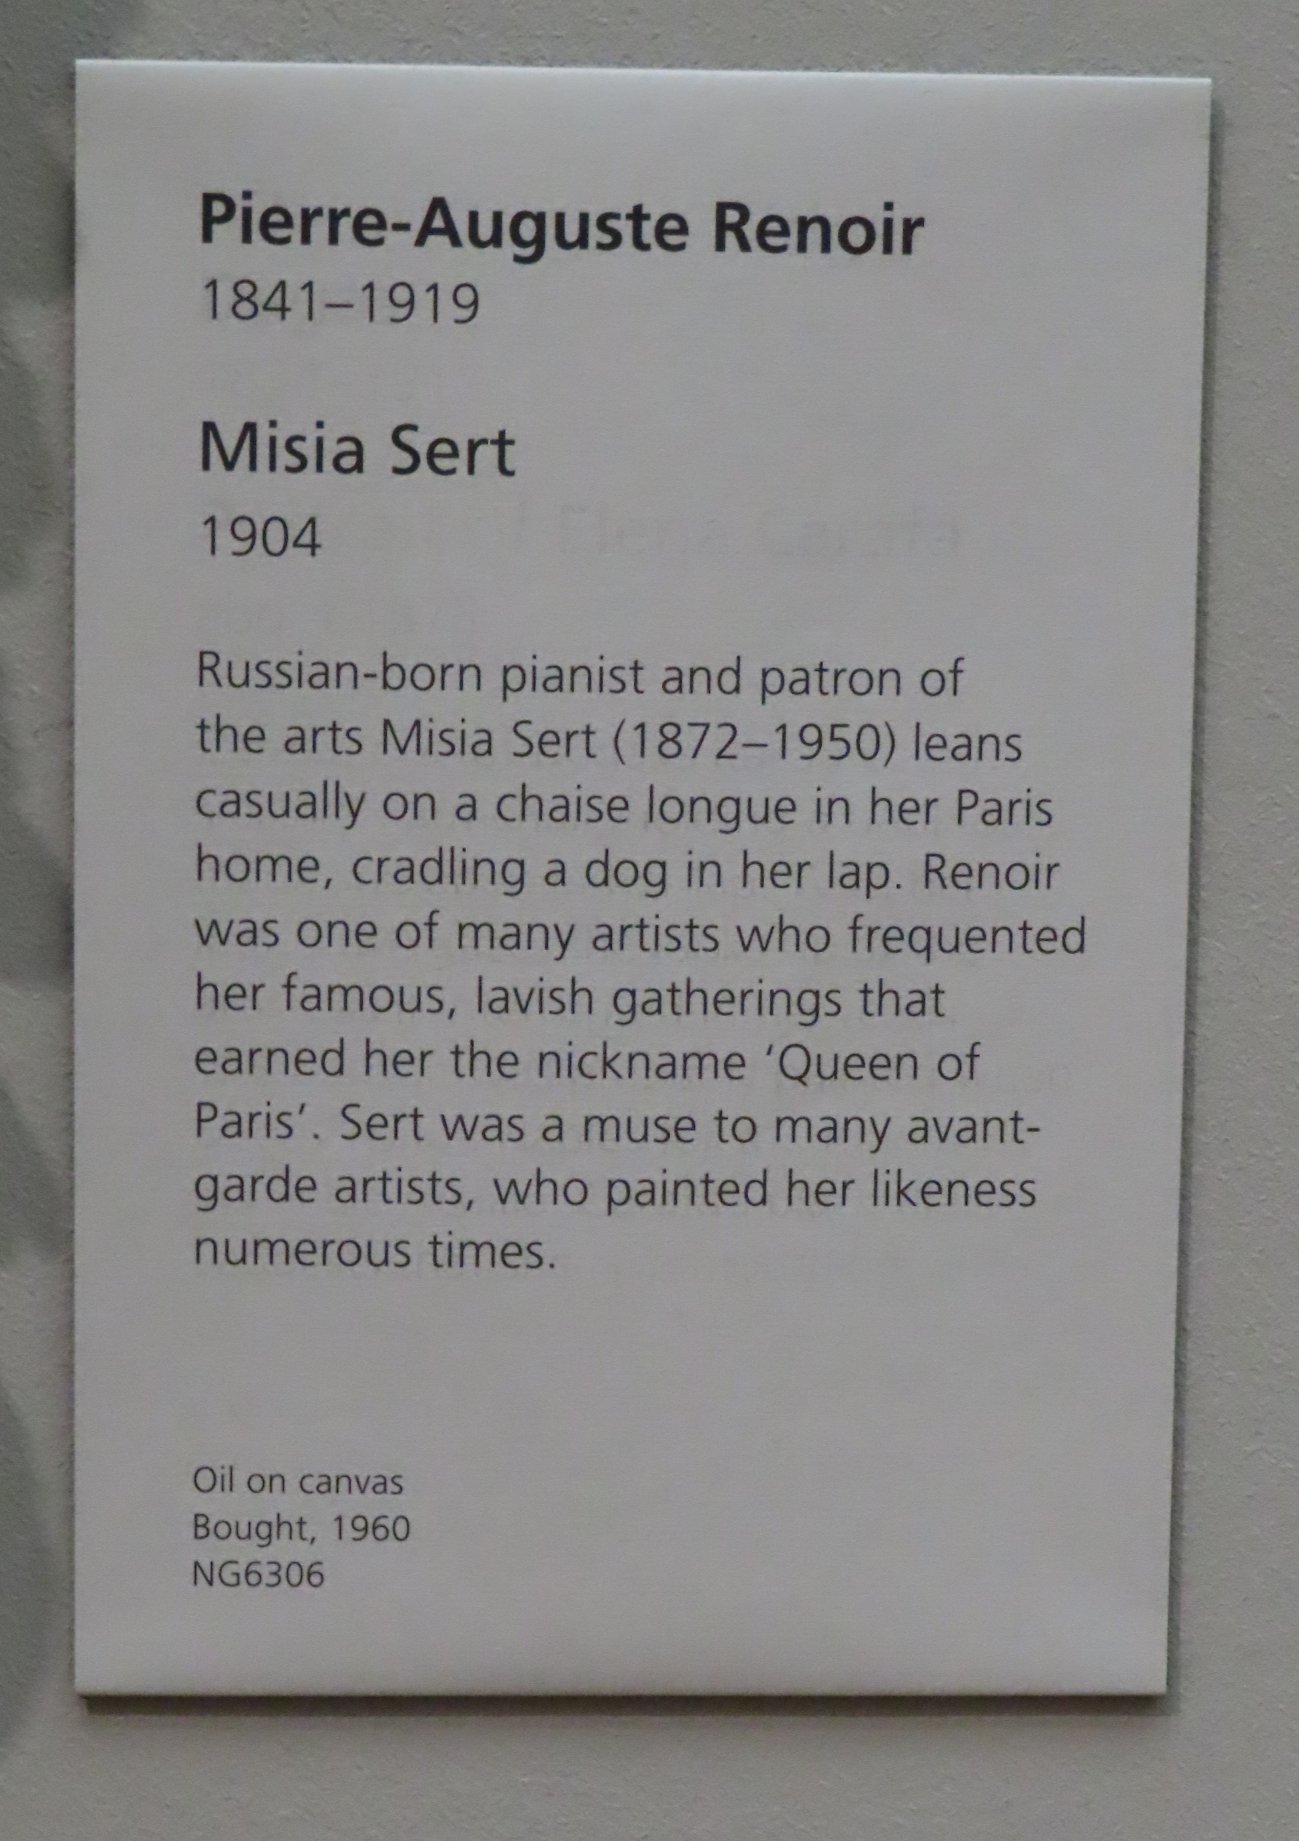 Pierre-Auguste Renoir
1841–1919
Misia Sert
1904
Russian-born pianist and patron of
the arts Misia Sert (1872–1950) leans
casually on a chaise longue in her Paris
home, cradling a dog in her lap. Renoir
was one of many artists who frequented
her famous, lavish gatherings that
earned her the nickname ‘Queen of
Paris’. Sert was a muse to many avant-
garde artists, who painted her likeness
numerous times.
Oil on canvas
Bought, 1960
NG6306